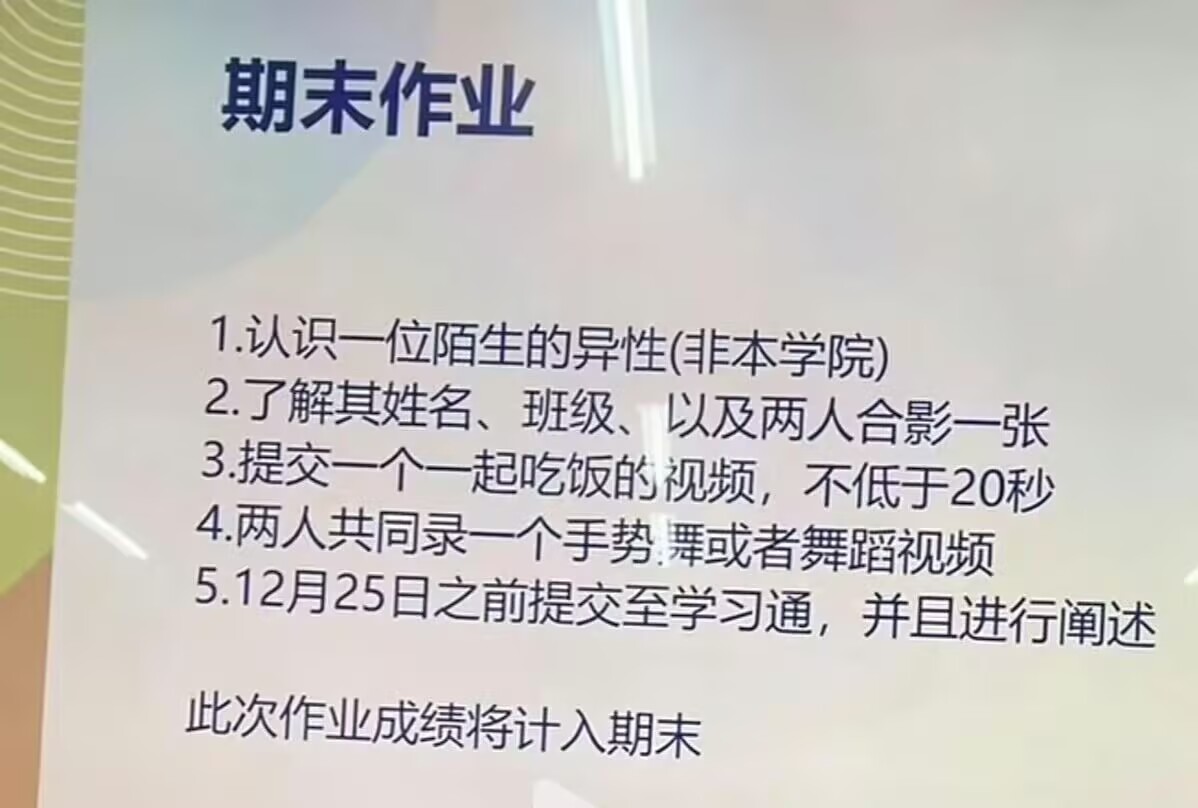 期末作业
1.认识一位陌生的异性(非本学院)
2.了解其姓名、班级、以及两人合影一张
3.提交一个一起吃饭的视频，不低于20秒
4.两人共同录一个手势舞或者舞蹈视频
5.12月25日之前提交至学习通，并且进行阐述
此次作业成绩将计入期末